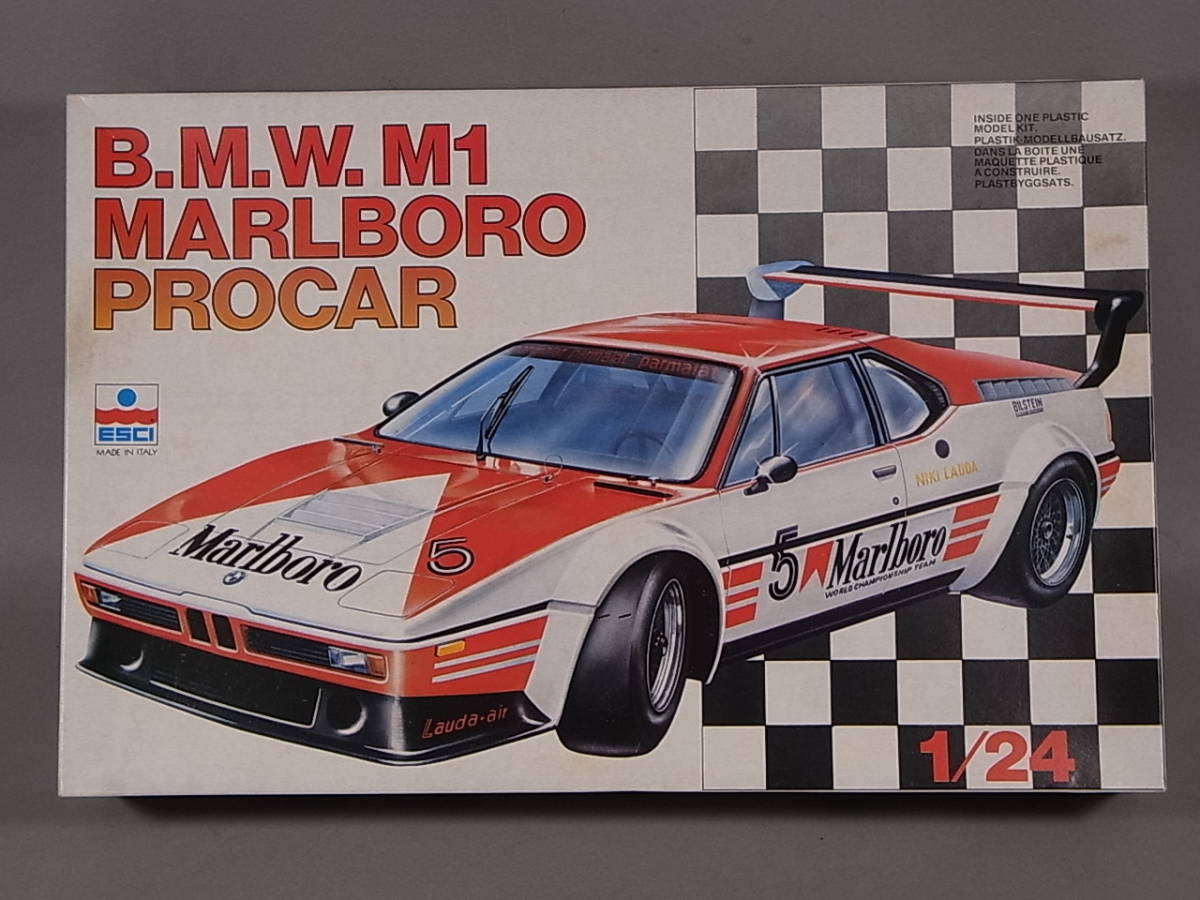 B.M.W. M1
MARLBORO
PROCAR
INSIDE ONE PLASTIC
MODEL KIT.
PLASTIK-MODELLBAUSATZ.
DANS LA BOITE UNE
MAQUETTE PLASTIQUE
A CONSTRUIRE.
PLASTBYGGSATS.
ESCI
MADE IN ITALY
parmalat
BILSTEIN
NIKI LAUDA
Marlboro
5
5 Marlboro
WORLD CHAMPIONSHIP TEAM
Lauda-air
1/24